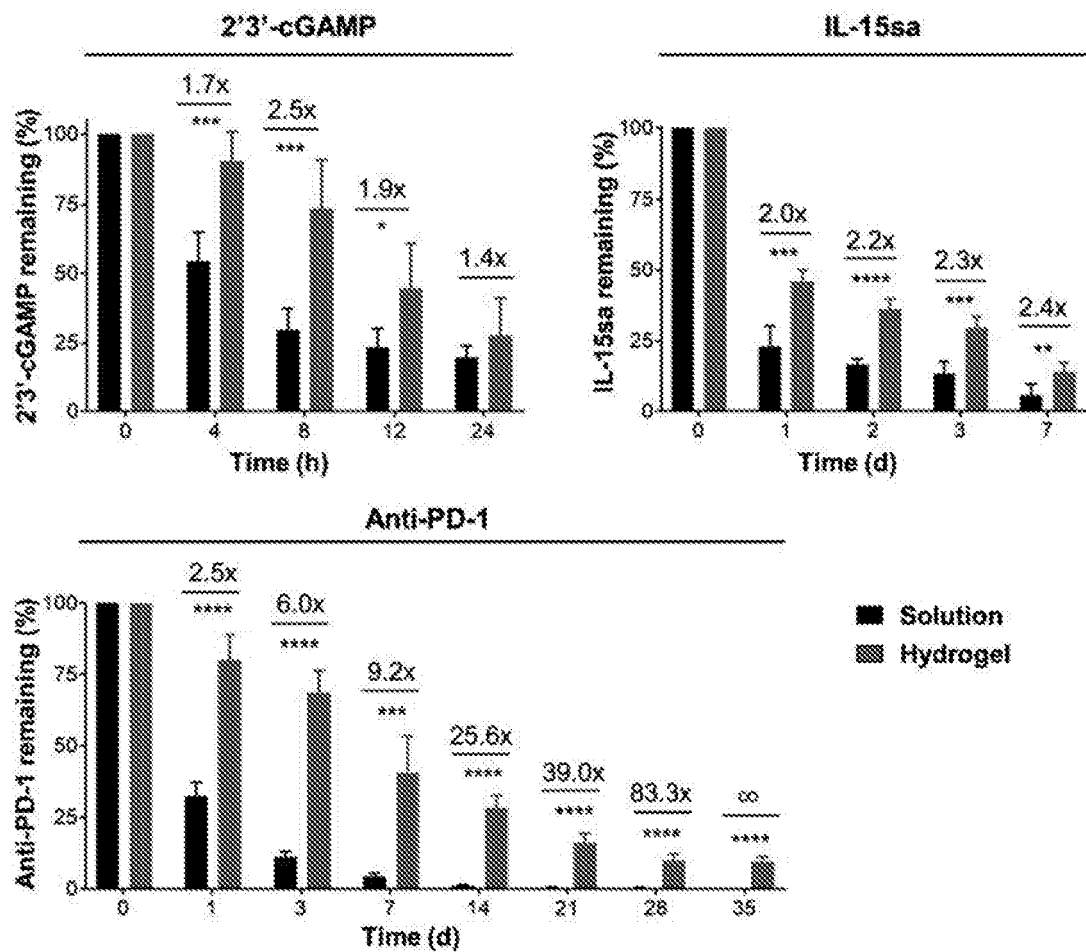 2'3'-cGAMP
2'3'-cGAMP remaining (%)
100
75
50
25
0
1.7x
***
2.5x
***
1.9x
*
1.4x
0 4 8 12 24
Time (h)
IL-15sa
IL-15sa remaining (%)
100
75
50
25
0
2.0x
***
2.2x
****
2.3x
***
2.4x
**
0 1 2 3 7
Time (d)
Anti-PD-1
Anti-PD-1 remaining (%)
100
75
50
25
0
2.5x
****
6.0x
****
9.2x
***
25.6x
****
39.0x
****
83.3x
****
∞
****
0 1 3 7 14 21 28 35
Time (d)
Solution
Hydrogel